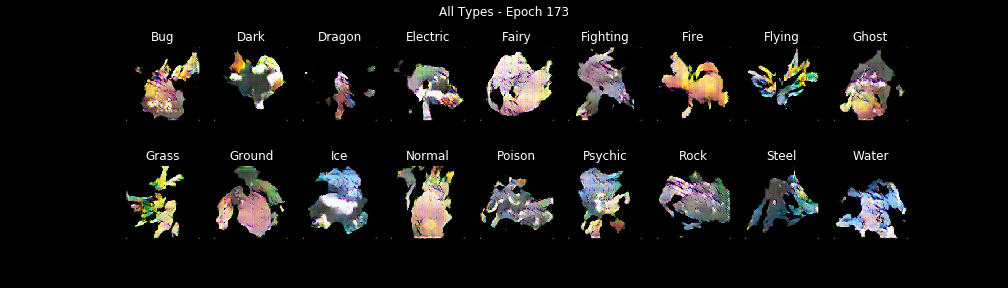 All Types - Epoch 173
Bug Dark Dragon Electric Fairy Fighting Fire Flying Ghost
Grass Ground Ice Normal Poison Psychic Rock Steel Water